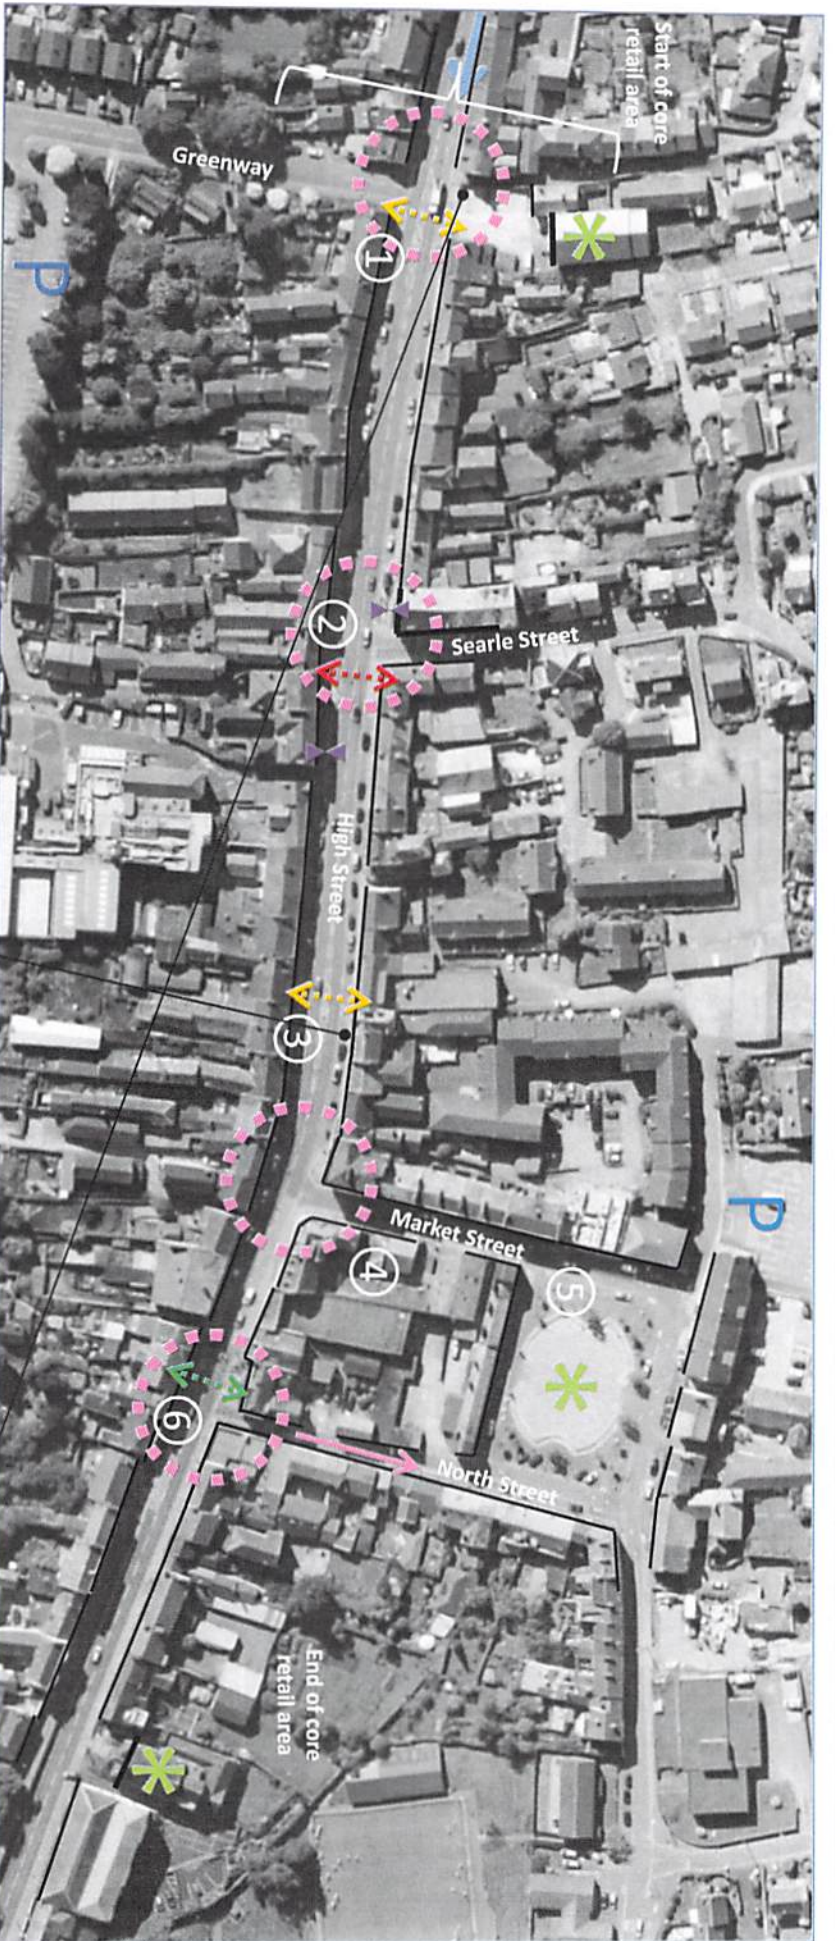 Start of core
retail area
Greenway
P
1
2
Searle Street
High Street
3
P
Market Street
4
5
6
North Street
End of core
retail area